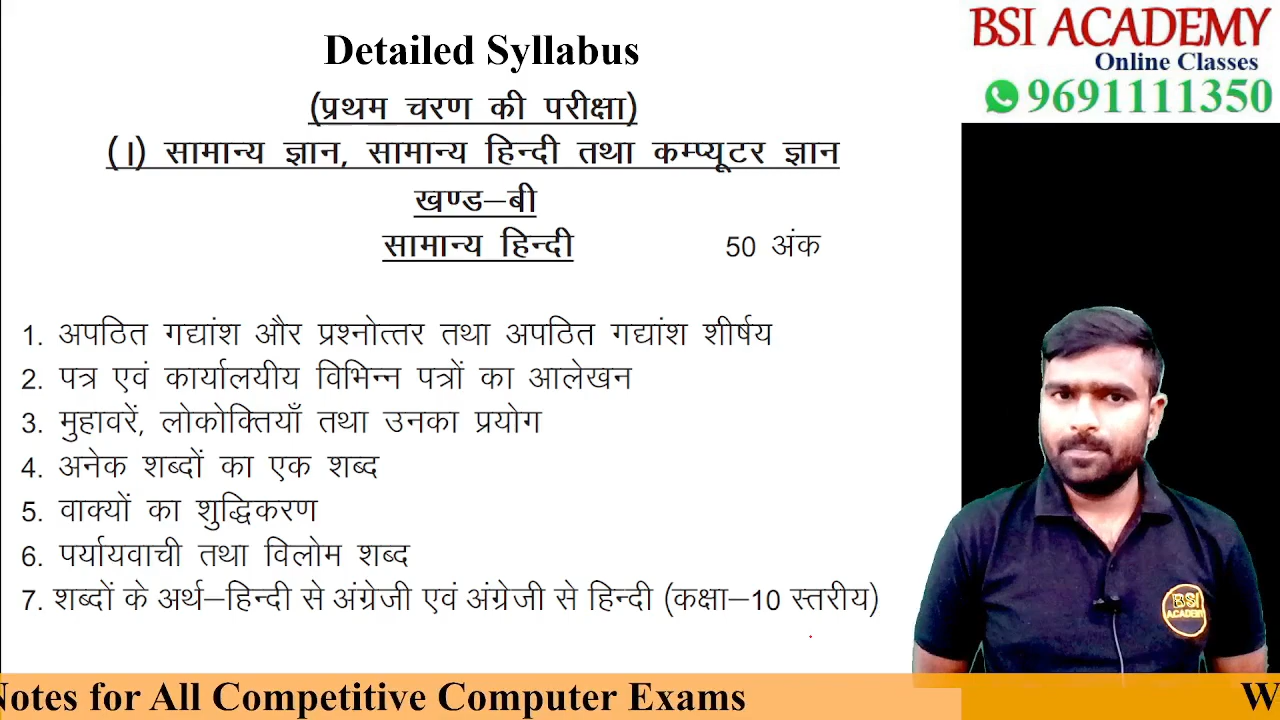 Detailed Syllabus
(प्रथम चरण की परीक्षा)
(I) सामान्य ज्ञान, सामान्य हिन्दी तथा कम्प्यूटर ज्ञान
खण्ड–बी
सामान्य हिन्दी 50 अंक
1. अपठित गद्यांश और प्रश्नोत्तर तथा अपठित गद्यांश शीर्षय
2. पत्र एवं कार्यालयीय विभिन्न पत्रों का आलेखन
3. मुहावरें, लोकोक्तियाँ तथा उनका प्रयोग
4. अनेक शब्दों का एक शब्द
5. वाक्यों का शुद्धिकरण
6. पर्यायवाची तथा विलोम शब्द
7. शब्दों के अर्थ–हिन्दी से अंग्रेजी एवं अंग्रेजी से हिन्दी (कक्षा–10 स्तरीय)
BSI ACADEMY
Online Classes
9691111350
BSI
ACADEMY
Notes for All Competitive Computer Exams W